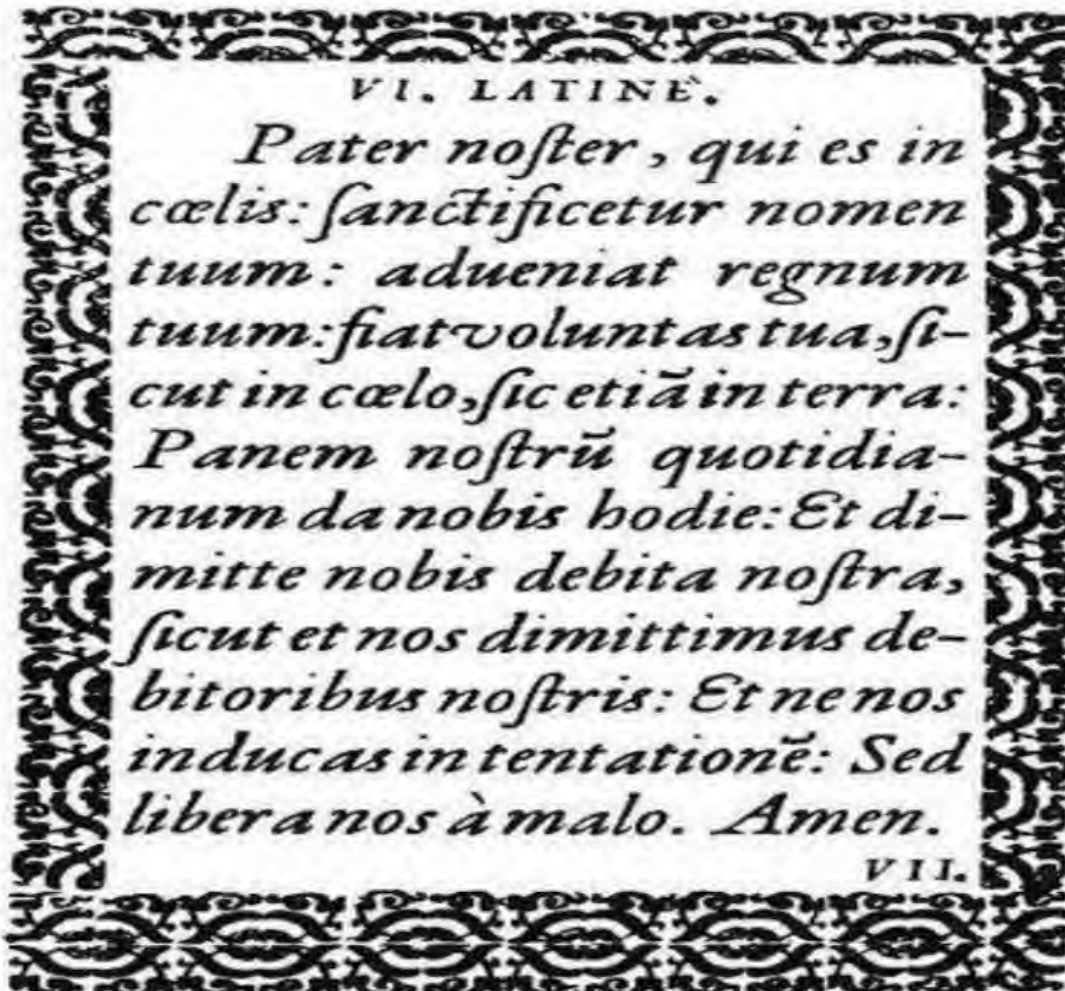 VI. LATINE.
Pater noſter, qui es in
cœlis: ſanctificetur nomen
tuum: adueniat regnum
tuum: fiat voluntas tua, ſi-
cut in cœlo, ſic etiã in terra:
Panem noſtrũ quotidia-
num da nobis hodie: Et di-
mitte nobis debita noſtra,
ſicut et nos dimittimus de-
bitoribus noſtris: Et ne nos
inducas in tentationẽ: Sed
libera nos à malo. Amen.
VII.